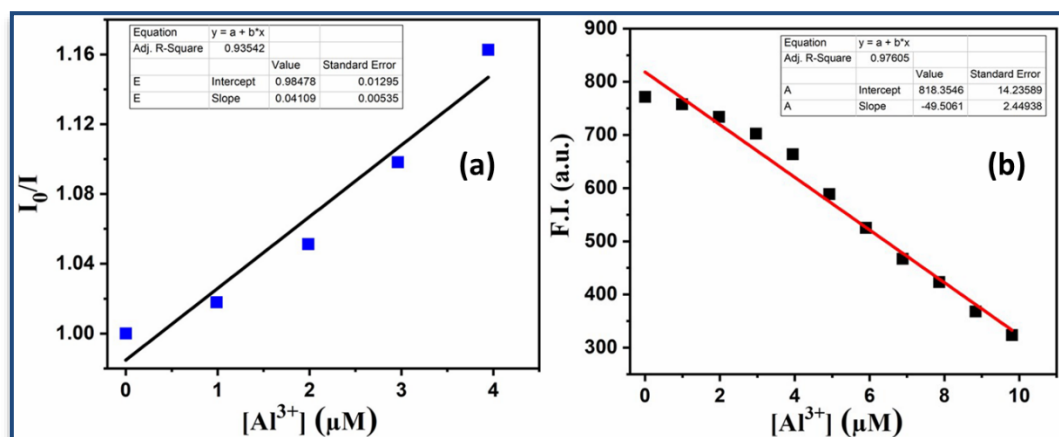 Equation y = a + b*x
Adj. R-Square 0.93542
Value Standard Error
E Intercept 0.98478 0.01295
E Slope 0.04109 0.00535
(a)
1.16
1.12
1.08
1.04
1.00
I₀/I
0 1 2 3 4
[Al³⁺] (µM)
Equation y = a + b*x
Adj. R-Square 0.97605
Value Standard Error
A Intercept 818.3546 14.23589
A Slope -49.5061 2.44938
(b)
900
800
700
600
500
400
300
F.I. (a.u.)
0 2 4 6 8 10
[Al³⁺] (µM)